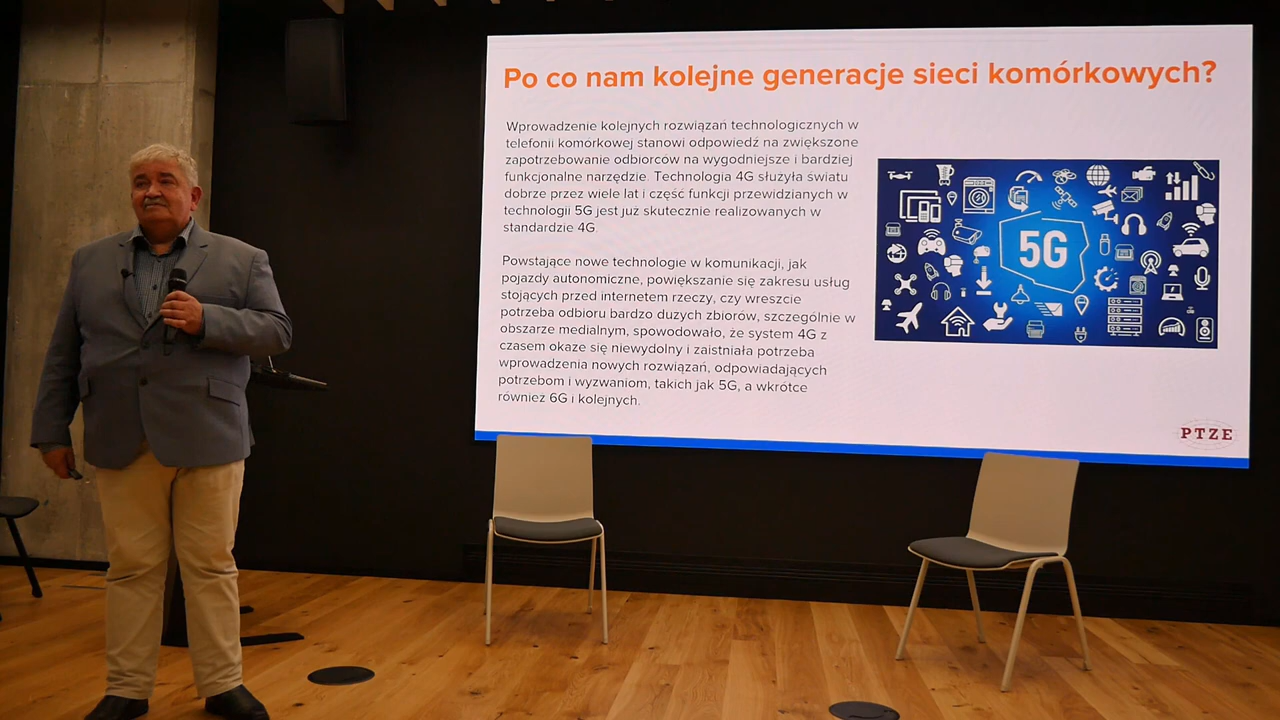 Po co nam kolejne generacje sieci komórkowych?
Wprowadzenie kolejnych rozwiązań technologicznych w
telefonii komórkowej stanowi odpowiedź na zwiększone
zapotrzebowanie odbiorców na wygodniejsze i bardziej
funkcjonalne narzędzie. Technologia 4G służyła światu
dobrze przez wiele lat i część funkcji przewidzianych w
technologii 5G jest już skutecznie realizowanych w
standardzie 4G.
Powstające nowe technologie w komunikacji, jak
pojazdy autonomiczne, powiększanie się zakresu usług
stojących przed internetem rzeczy, czy wreszcie
potrzeba odbioru bardzo dużych zbiorów, szczególnie w
obszarze medialnym, spowodowało, że system 4G z
czasem okaże się niewydolny i zaistniała potrzeba
wprowadzenia nowych rozwiązań, odpowiadających
potrzebom i wyzwaniom, takich jak 5G, a wkrótce
również 6G i kolejnych.
5G
PTZE